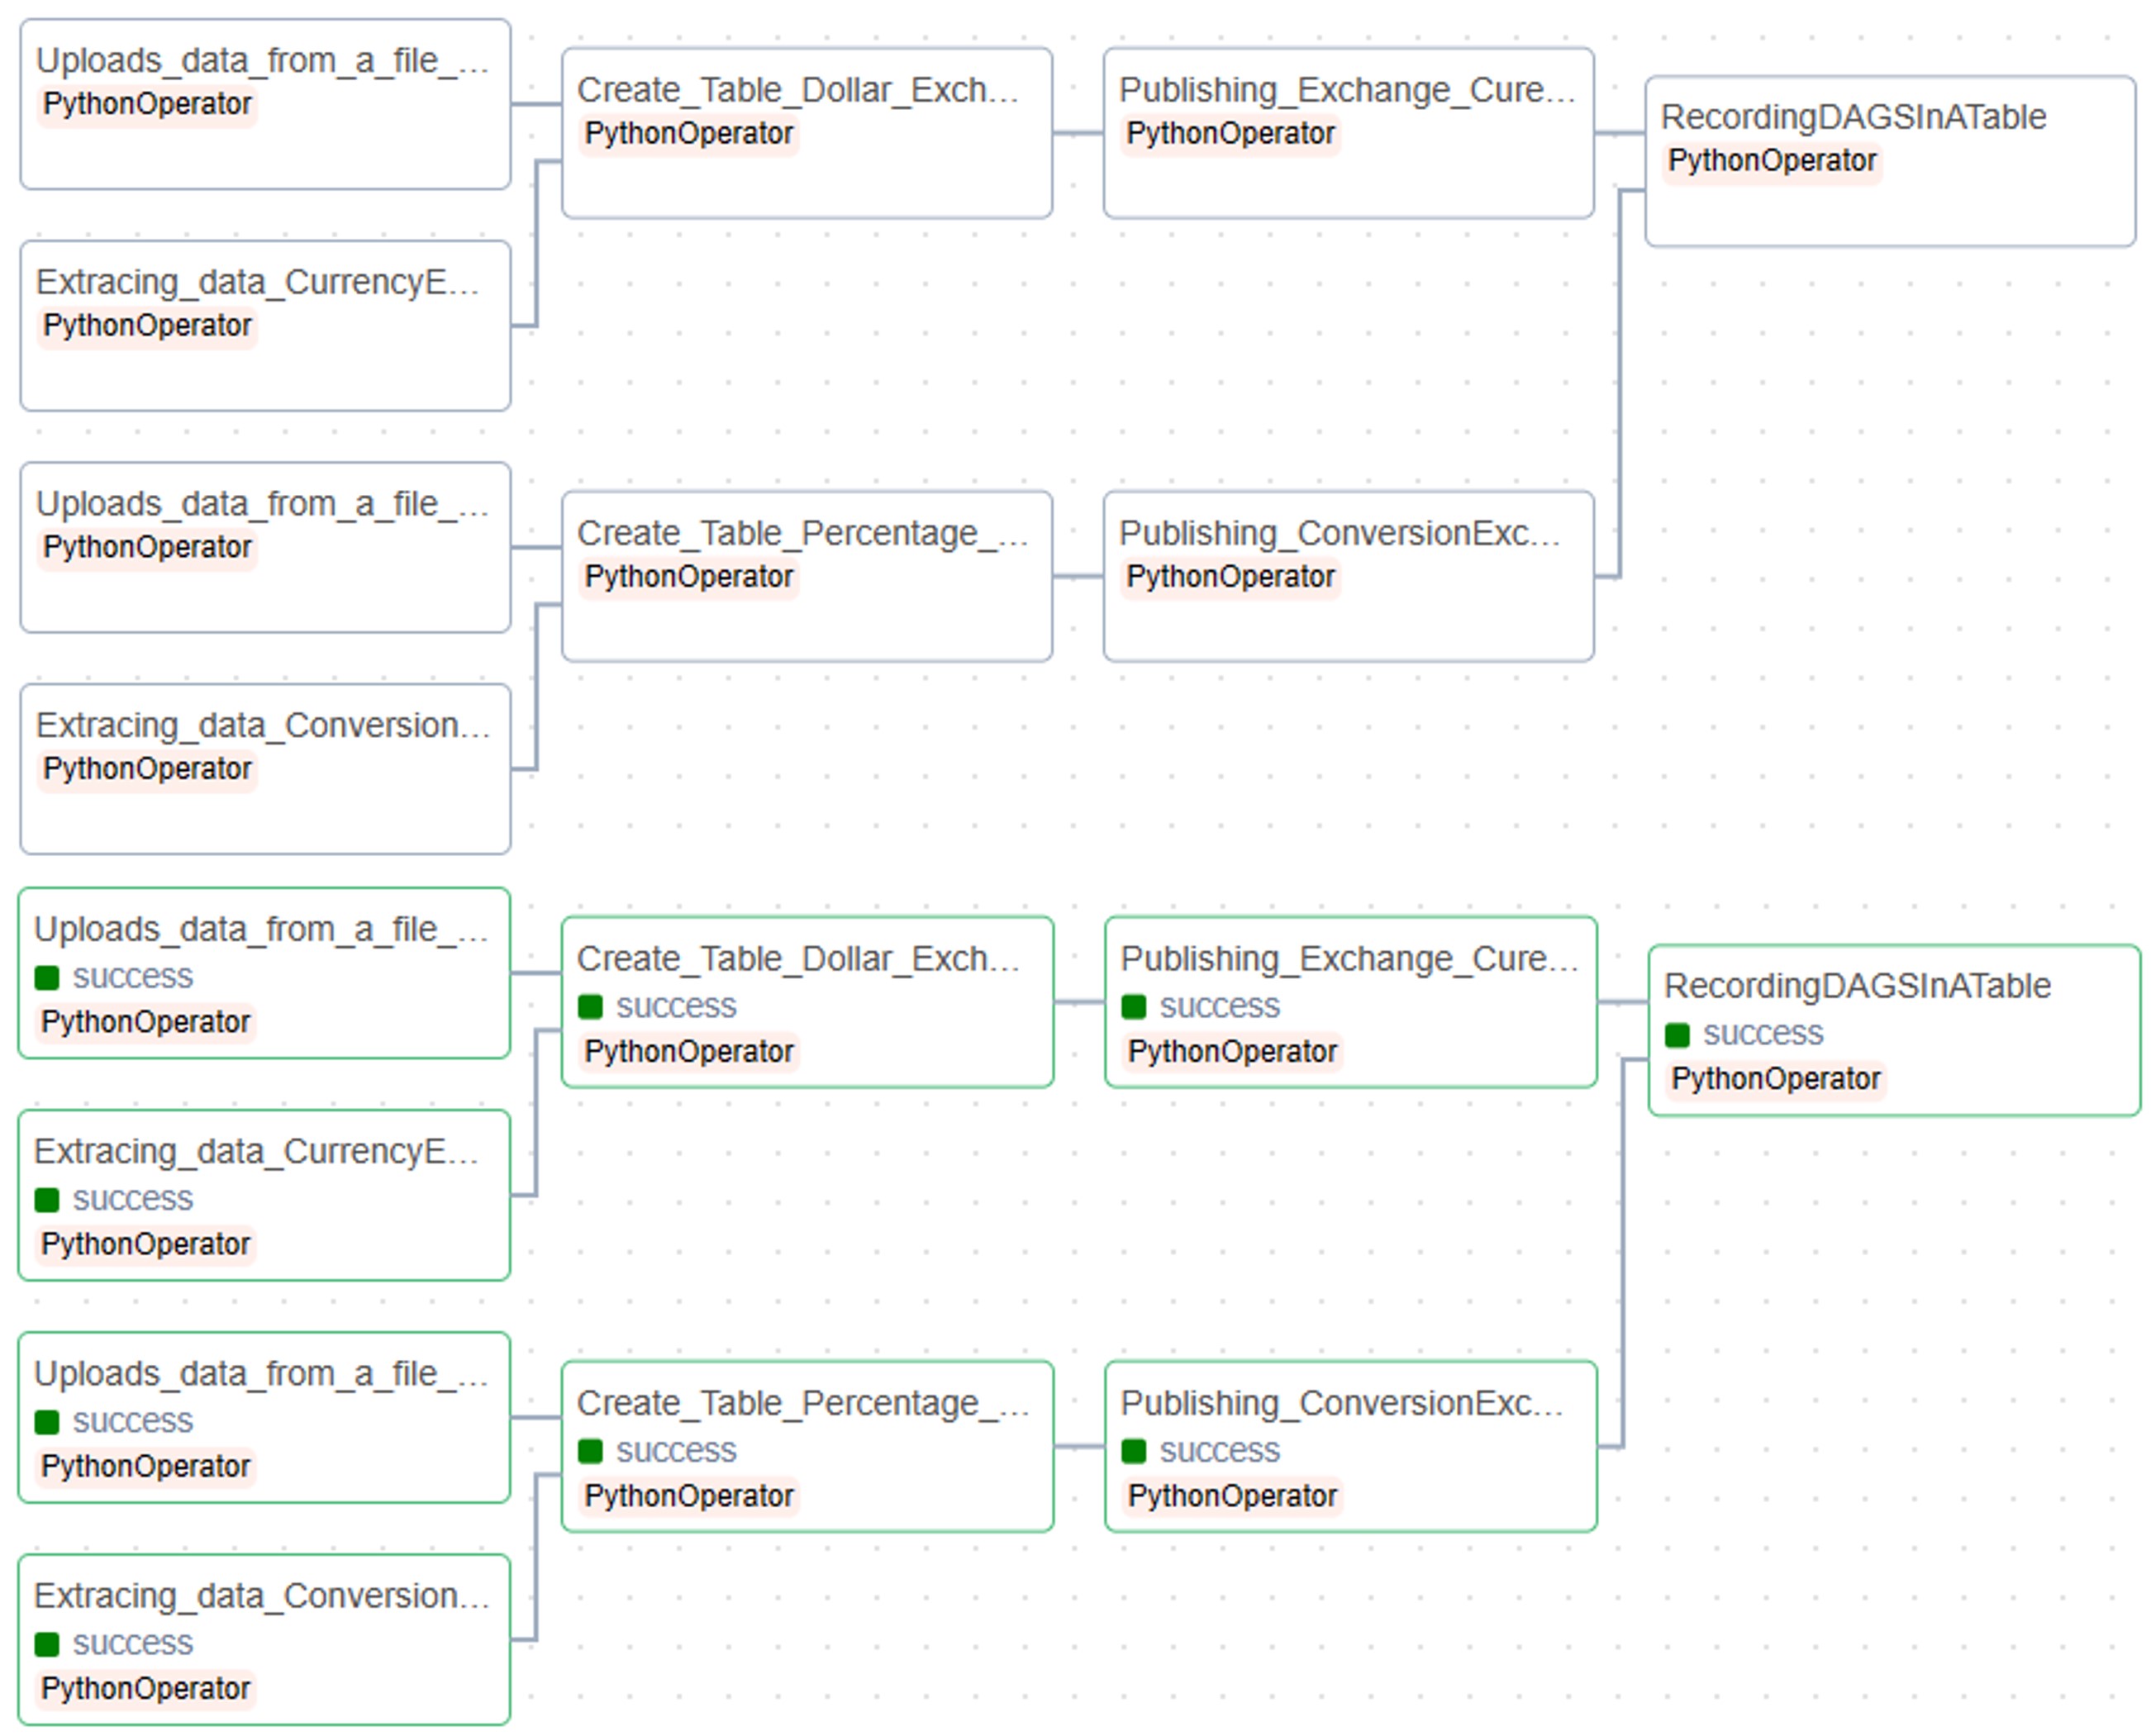 Uploads_data_from_a_file_...
PythonOperator
Create_Table_Dollar_Exch...
PythonOperator
Publishing_Exchange_Cure...
PythonOperator
RecordingDAGSInATable
PythonOperator
Extracing_data_CurrencyE...
PythonOperator
Uploads_data_from_a_file_...
PythonOperator
Create_Table_Percentage_...
PythonOperator
Publishing_ConversionExc...
PythonOperator
Extracing_data_Conversion...
PythonOperator
Uploads_data_from_a_file_...
success
PythonOperator
Create_Table_Dollar_Exch...
success
PythonOperator
Publishing_Exchange_Cure...
success
PythonOperator
RecordingDAGSInATable
success
PythonOperator
Extracing_data_CurrencyE...
success
PythonOperator
Uploads_data_from_a_file_...
success
PythonOperator
Create_Table_Percentage_...
success
PythonOperator
Publishing_ConversionExc...
success
PythonOperator
Extracing_data_Conversion...
success
PythonOperator